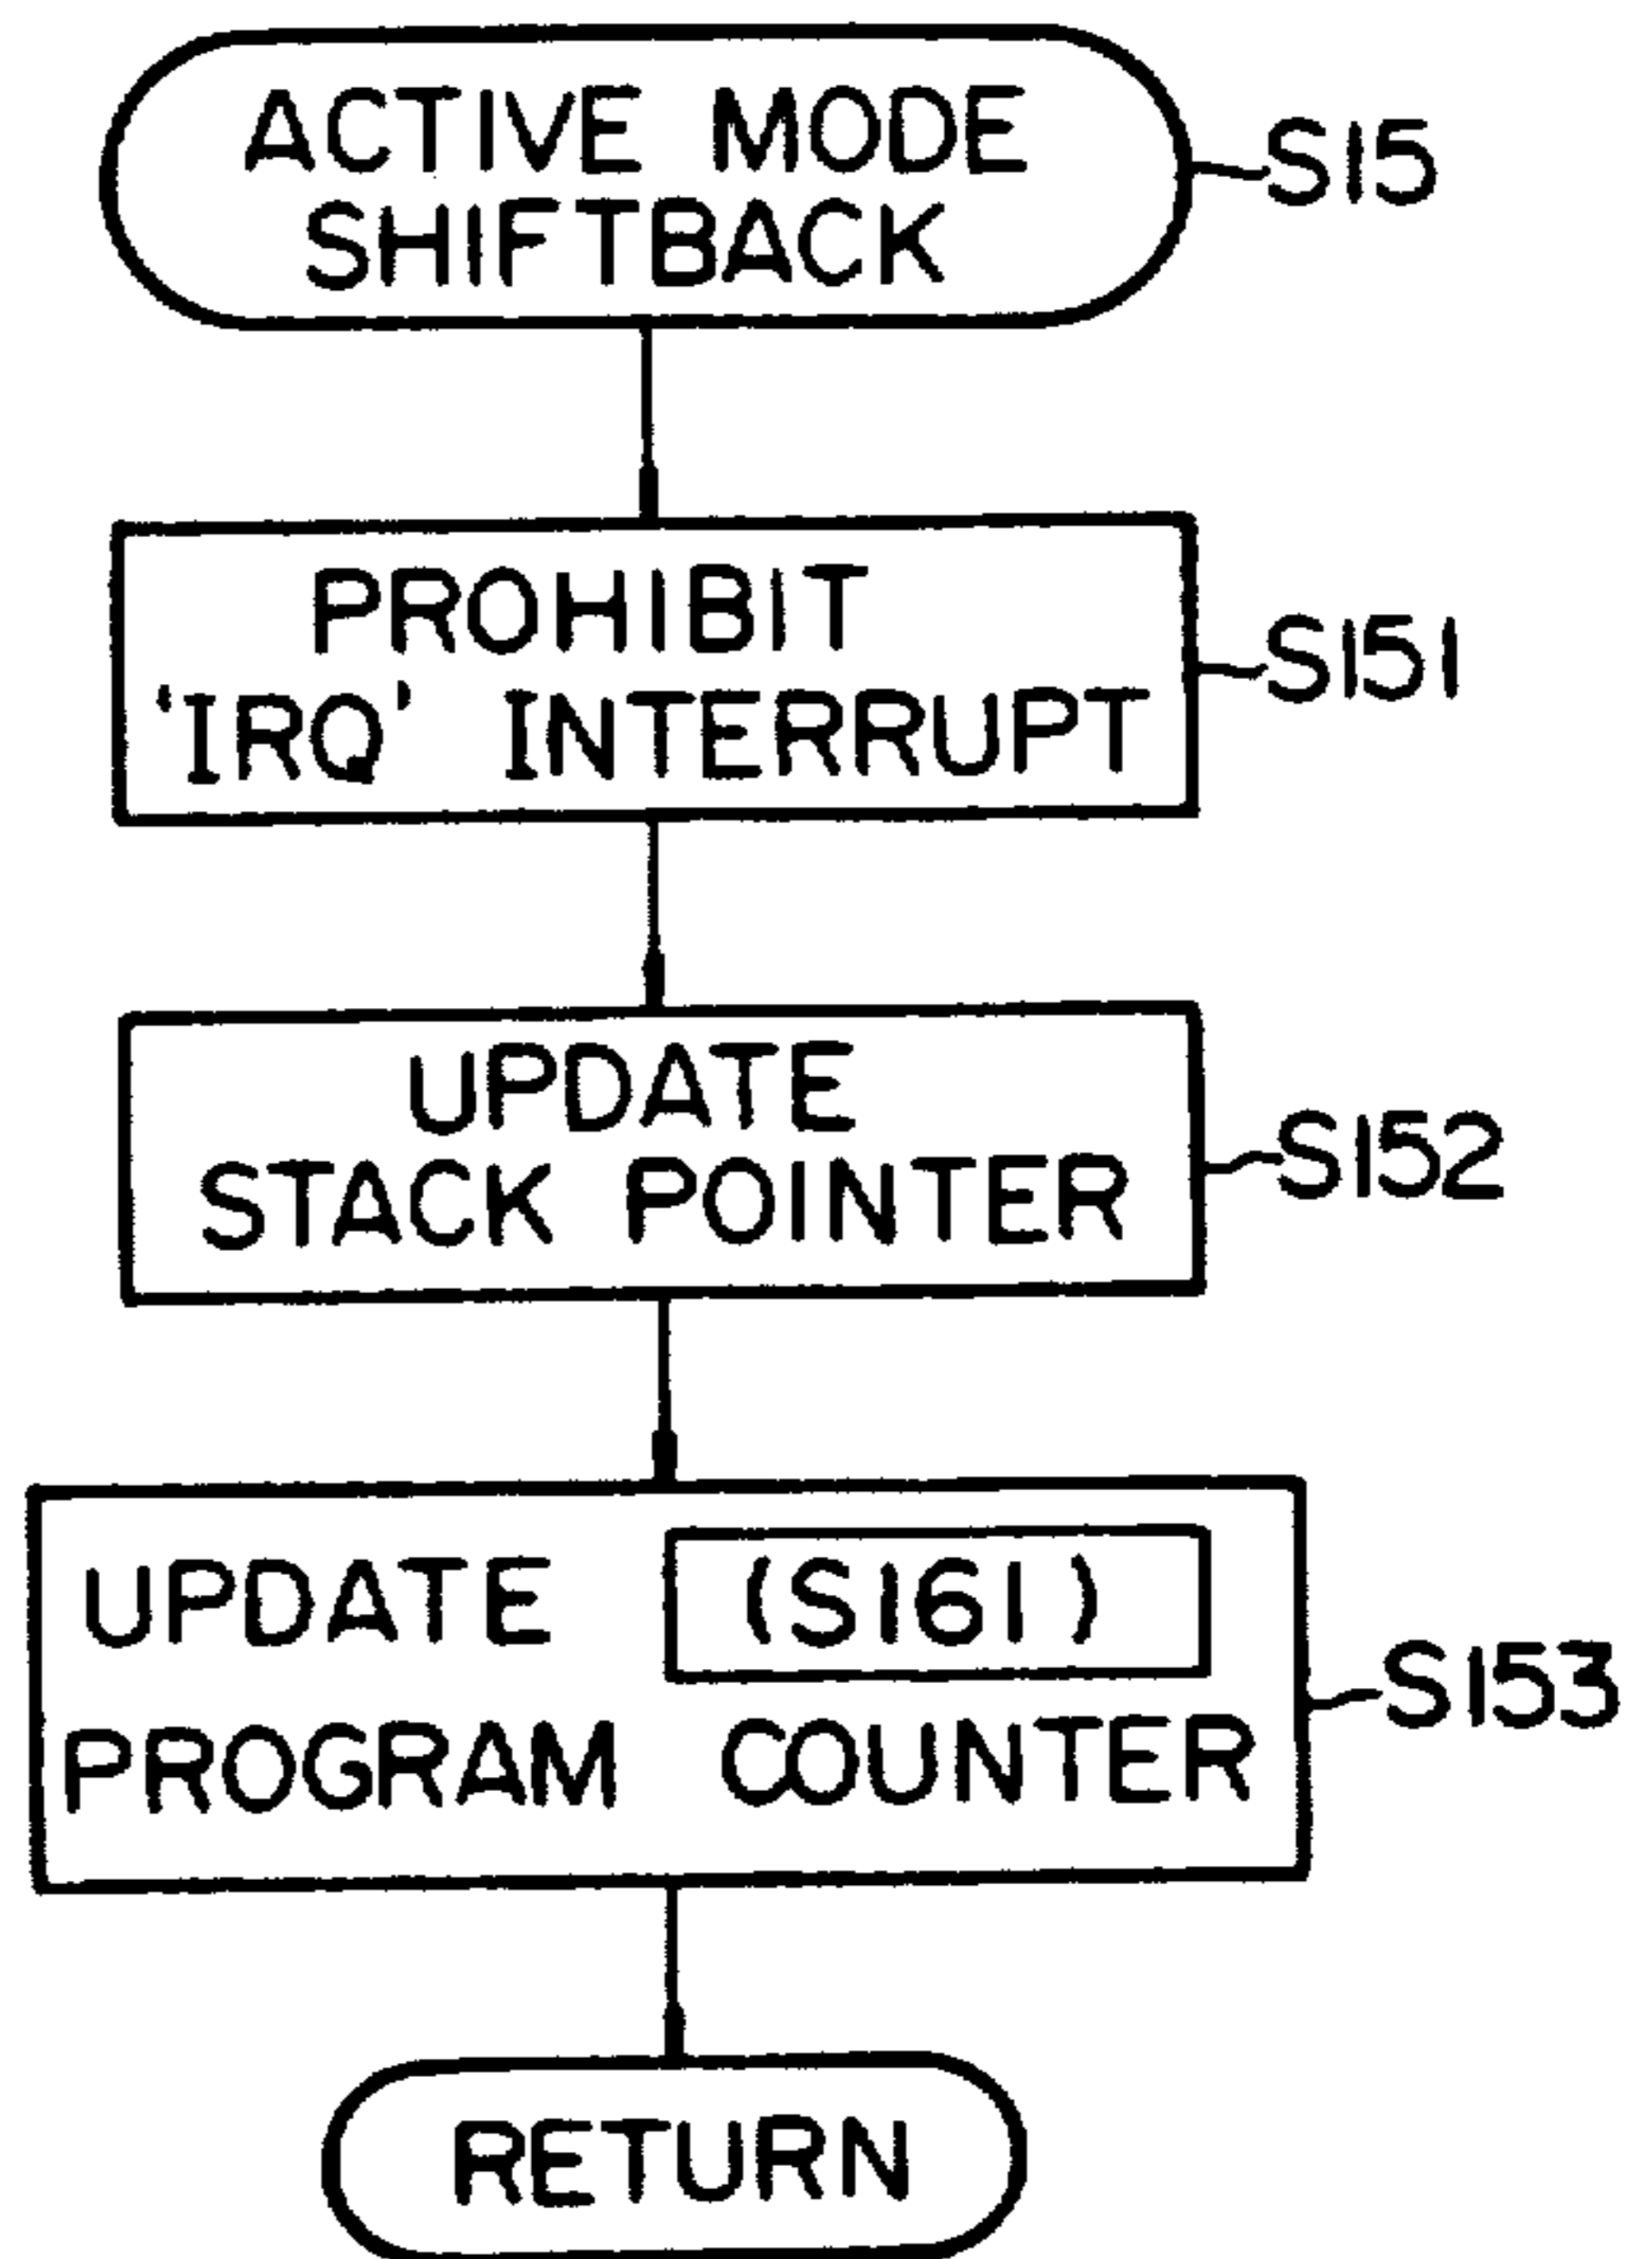 ACTIVE MODE
SHIFTBACK
S15
PROHIBIT
'IRQ' INTERRUPT
S151
UPDATE
STACK POINTER
S152
UPDATE (S161)
PROGRAM COUNTER
S153
RETURN